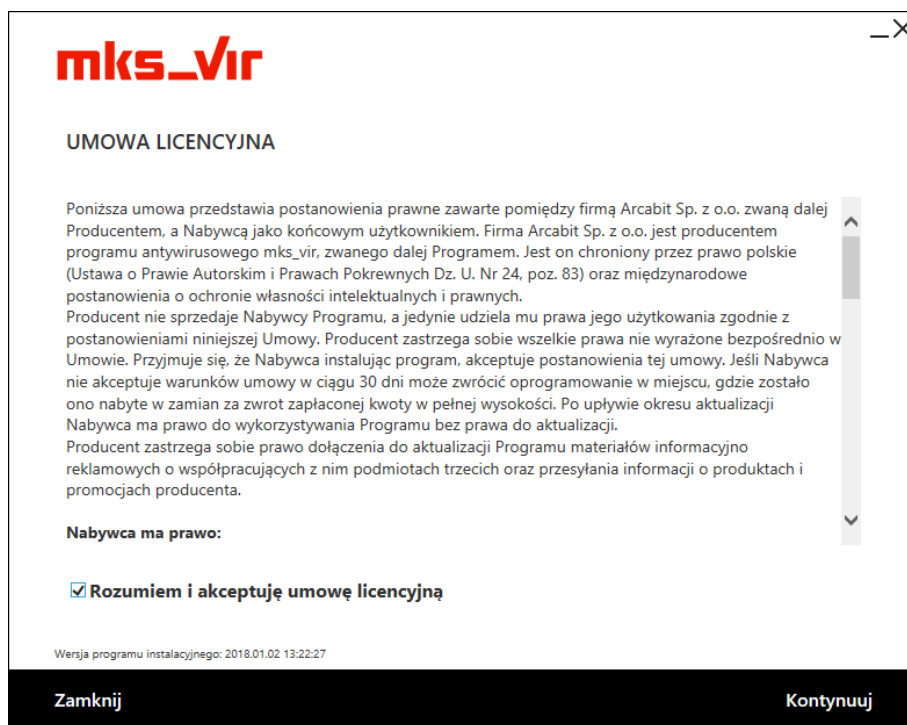 mks_vir
UMOWA LICENCYJNA
Poniższa umowa przedstawia postanowienia prawne zawarte pomiędzy firmą Arcabit Sp. z o.o. zwaną dalej
Producentem, a Nabywcą jako końcowym użytkownikiem. Firma Arcabit Sp. z o.o. jest producentem
programu antywirusowego mks_vir, zwanego dalej Programem. Jest on chroniony przez prawo polskie
(Ustawa o Prawie Autorskim i Prawach Pokrewnych Dz. U. Nr 24, poz. 83) oraz międzynarodowe
postanowienia o ochronie własności intelektualnych i prawnych.
Producent nie sprzedaje Nabywcy Programu, a jedynie udziela mu prawa jego użytkowania zgodnie z
postanowieniami niniejszej Umowy. Producent zastrzega sobie wszelkie prawa nie wyrażone bezpośrednio w
Umowie. Przyjmuje się, że Nabywca instalując program, akceptuje postanowienia tej umowy. Jeśli Nabywca
nie akceptuje warunków umowy w ciągu 30 dni może zwrócić oprogramowanie w miejscu, gdzie zostało
ono nabyte w zamian za zwrot zapłaconej kwoty w pełnej wysokości. Po upływie okresu aktualizacji
Nabywca ma prawo do wykorzystywania Programu bez prawa do aktualizacji.
Producent zastrzega sobie prawo dołączenia do aktualizacji Programu materiałów informacyjno
reklamowych o współpracujących z nim podmiotach trzecich oraz przesyłania informacji o produktach i
promocjach producenta.
Nabywca ma prawo:
Rozumiem i akceptuję umowę licencyjną
Wersja programu instalacyjnego: 2018.01.02 13:22:27
Zamknij
Kontynuuj